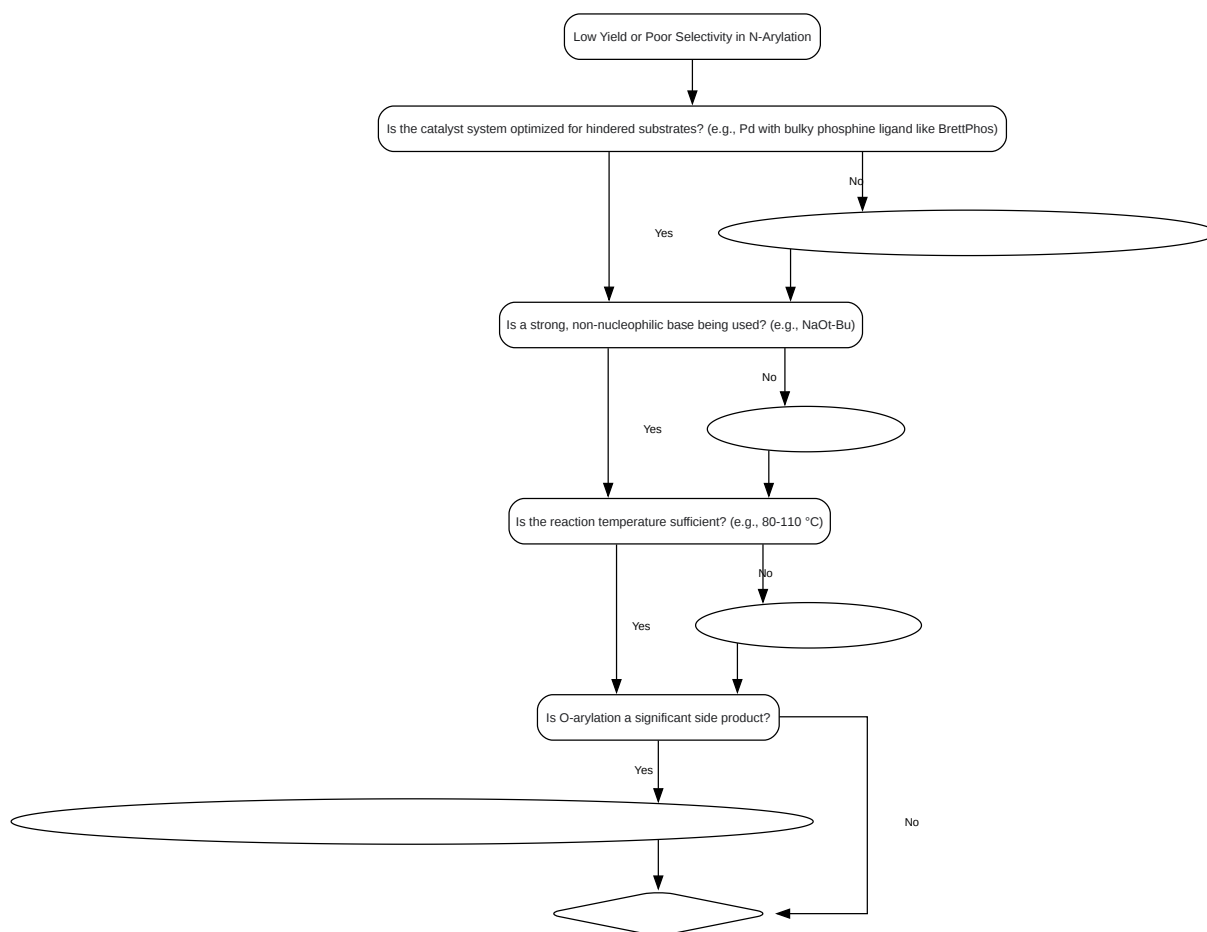 Low Yield or Poor Selectivity in N-Arylation
Is the catalyst system optimized for hindered substrates? (e.g., Pd with bulky phosphine ligand like BrettPhos)
No
Yes
Is a strong, non-nucleophilic base being used? (e.g., NaOt-Bu)
No
Yes
Is the reaction temperature sufficient? (e.g., 80-110 °C)
No
Yes
Is O-arylation a significant side product?
Yes
No